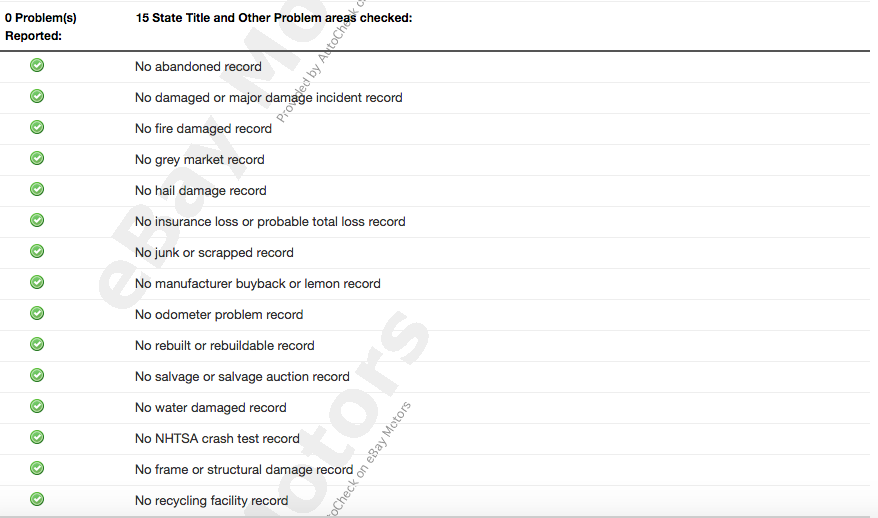 0 Problem(s) Reported:
15 State Title and Other Problem areas checked:
No abandoned record
No damaged or major damage incident record
No fire damaged record
No grey market record
No hail damage record
No insurance loss or probable total loss record
No junk or scrapped record
No manufacturer buyback or lemon record
No odometer problem record
No rebuilt or rebuildable record
No salvage or salvage auction record
No water damaged record
No NHTSA crash test record
No frame or structural damage record
No recycling facility record
eBay Mo
Provided by AutoCheck o
otors
oCheck on eBay Motors